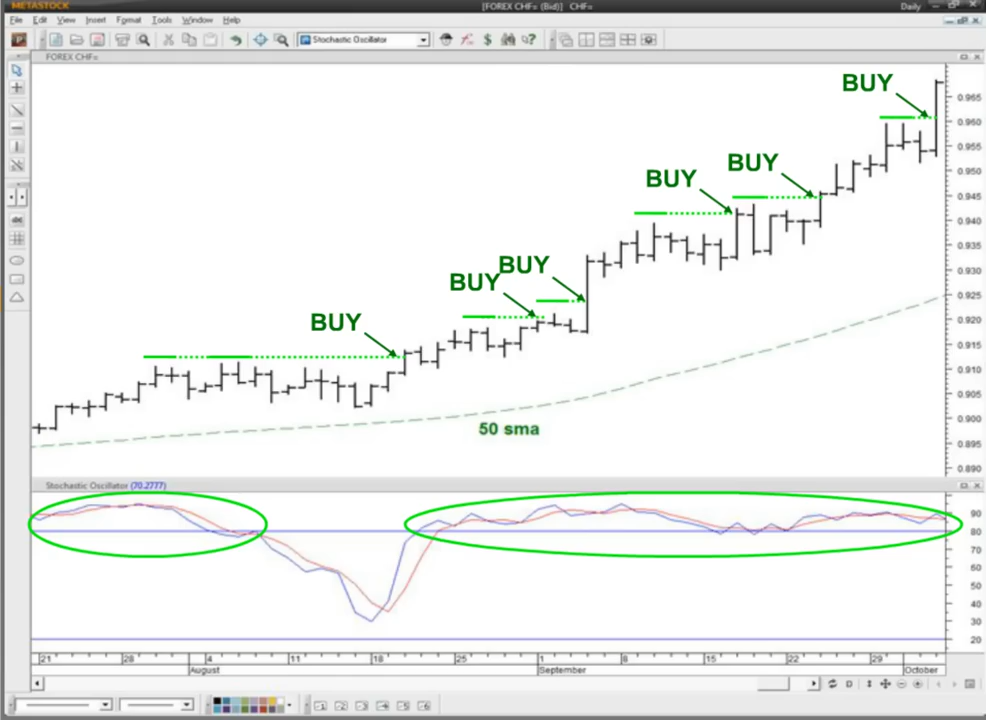 METASTOCK
[FOREX CHF= (Bid)] CHF=
Daily
File Edit View Insert Format Tools Window Help
Stochastic Oscillator
FOREX CHF=
BUY
0.965
0.960
0.955
BUY
0.950
BUY
0.945
0.940
0.935
BUY
0.930
BUY
0.925
0.920
BUY
0.915
0.910
0.905
0.900
50 sma
0.895
0.890
Stochastic Oscillator (70.2777)
90
80
70
60
50
40
30
20
21 28 4 11 18 25 1 8 15 22 29
August September October